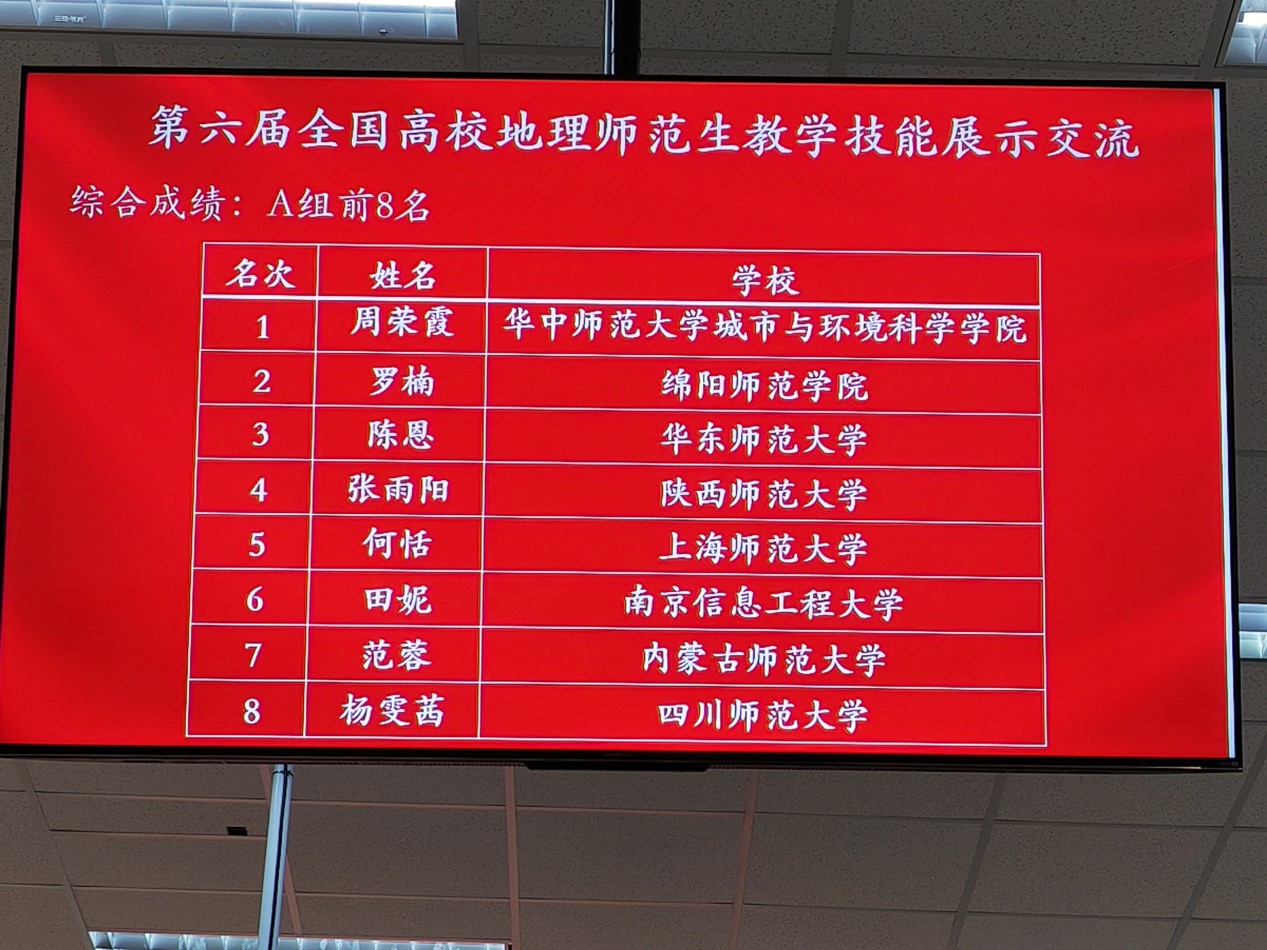 第六届全国高校地理师范生教学技能展示交流
综合成绩：A组前8名
名次 姓名 学校
1 周荣霞 华中师范大学城市与环境科学学院
2 罗楠 绵阳师范学院
3 陈恩 华东师范大学
4 张雨阳 陕西师范大学
5 何恬 上海师范大学
6 田妮 南京信息工程大学
7 范蓉 内蒙古师范大学
8 杨雯茜 四川师范大学